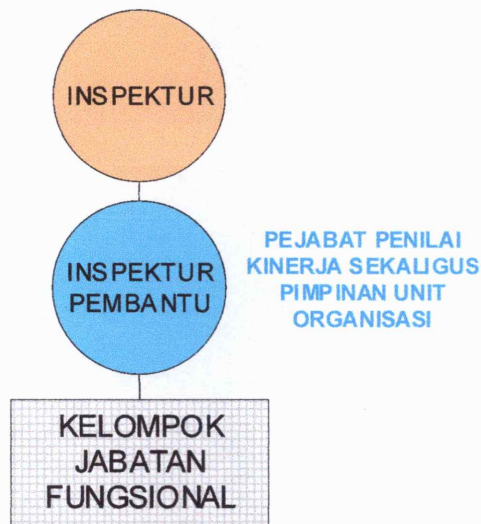 INSPEKTUR
INSPEKTUR
PEMBANTU
PEJABAT PENILAI
KINERJA SEKALIGUS
PIMPINAN UNIT
ORGANISASI
KELOMPOK
JABATAN
FUNGSIONAL